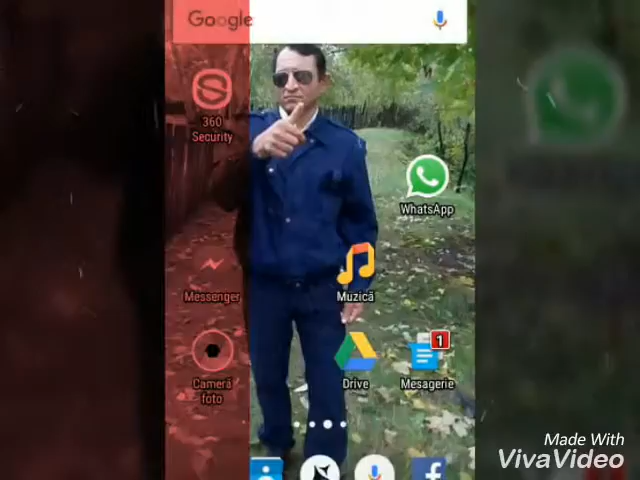 Google
360
Security
WhatsApp
Messenger
Muzică
Cameră
foto
Drive
1
Mesagerie
Made With
VivaVideo